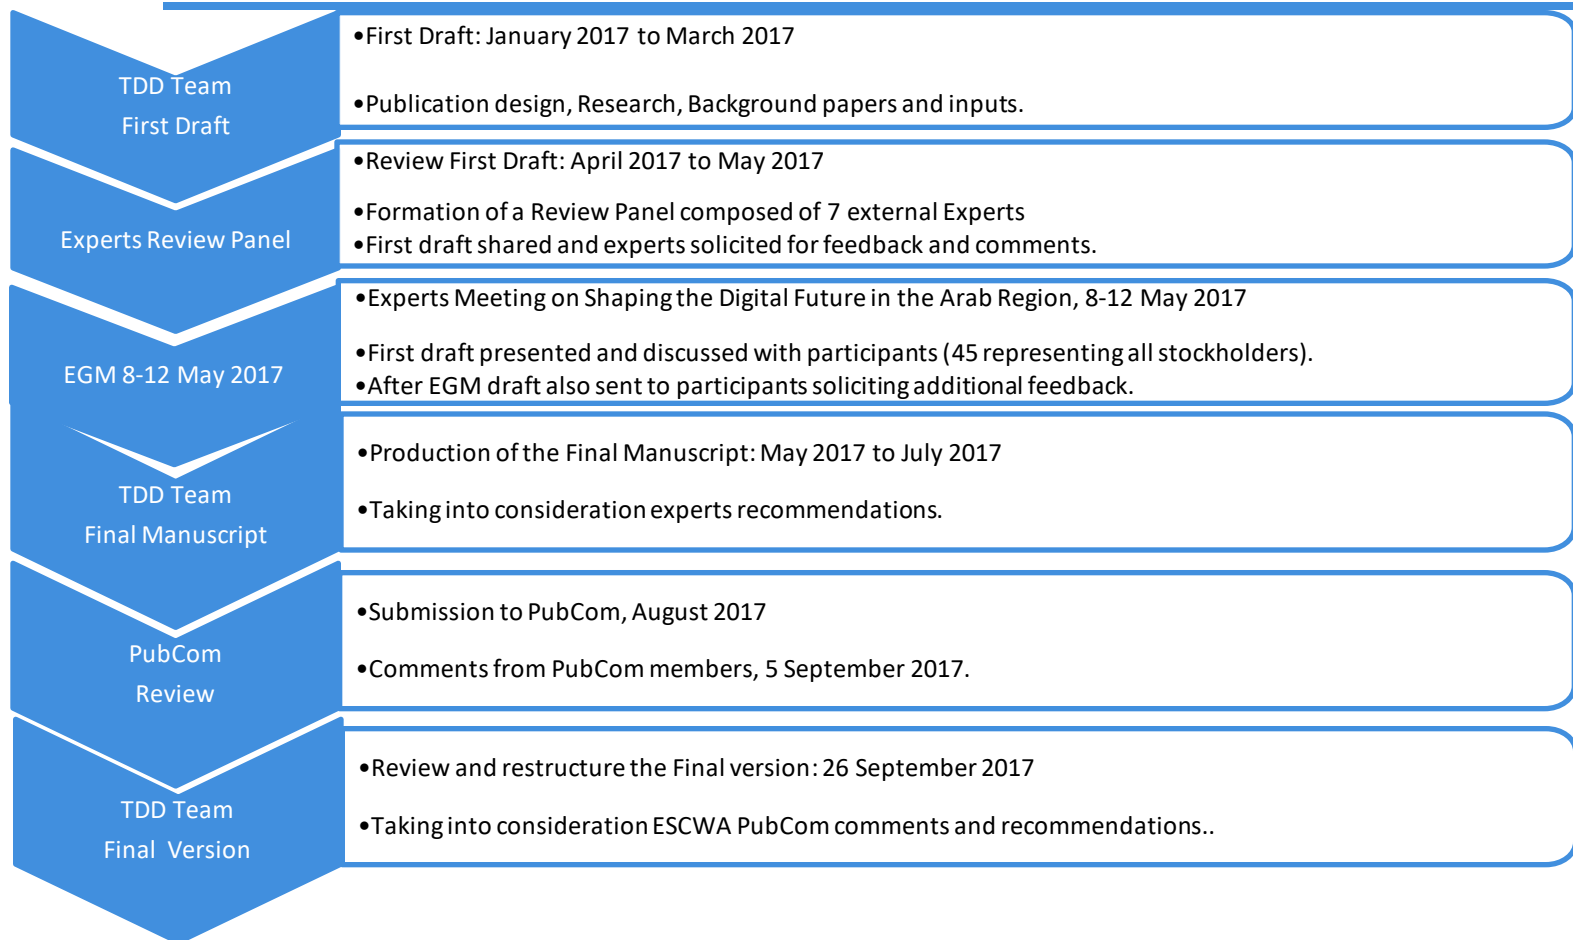 TDD Team
First Draft
•First Draft: January 2017 to March 2017
•Publication design, Research, Background papers and inputs.
Experts Review Panel
•Review First Draft: April 2017 to May 2017
•Formation of a Review Panel composed of 7 external Experts
•First draft shared and experts solicited for feedback and comments.
EGM 8-12 May 2017
•Experts Meeting on Shaping the Digital Future in the Arab Region, 8-12 May 2017
•First draft presented and discussed with participants (45 representing all stockholders).
•After EGM draft also sent to participants soliciting additional feedback.
TDD Team
Final Manuscript
•Production of the Final Manuscript: May 2017 to July 2017
•Taking into consideration experts recommendations.
PubCom
Review
•Submission to PubCom, August 2017
•Comments from PubCom members, 5 September 2017.
TDD Team
Final Version
•Review and restructure the Final version: 26 September 2017
•Taking into consideration ESCWA PubCom comments and recommendations..